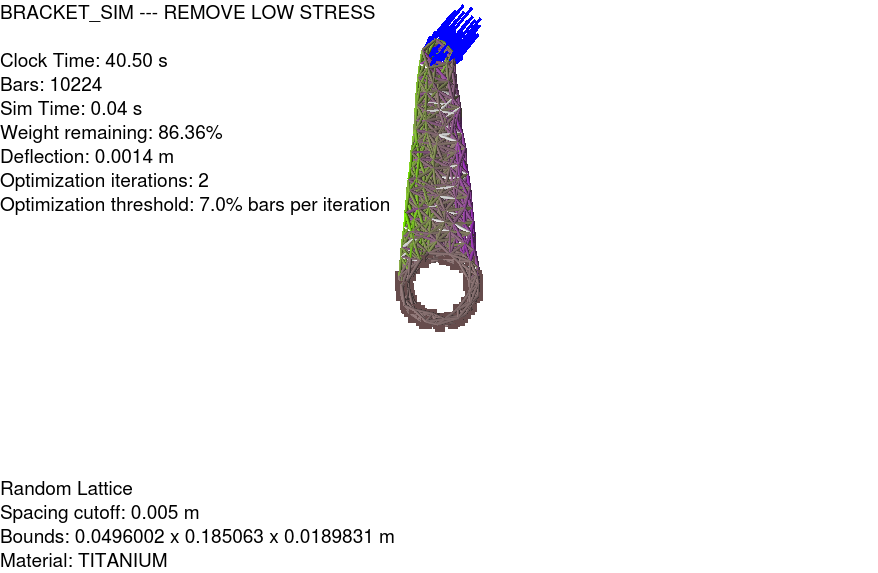 BRACKET_SIM --- REMOVE LOW STRESS
Clock Time: 40.50 s
Bars: 10224
Sim Time: 0.04 s
Weight remaining: 86.36%
Deflection: 0.0014 m
Optimization iterations: 2
Optimization threshold: 7.0% bars per iteration
Random Lattice
Spacing cutoff: 0.005 m
Bounds: 0.0496002 x 0.185063 x 0.0189831 m
Material: TITANIUM